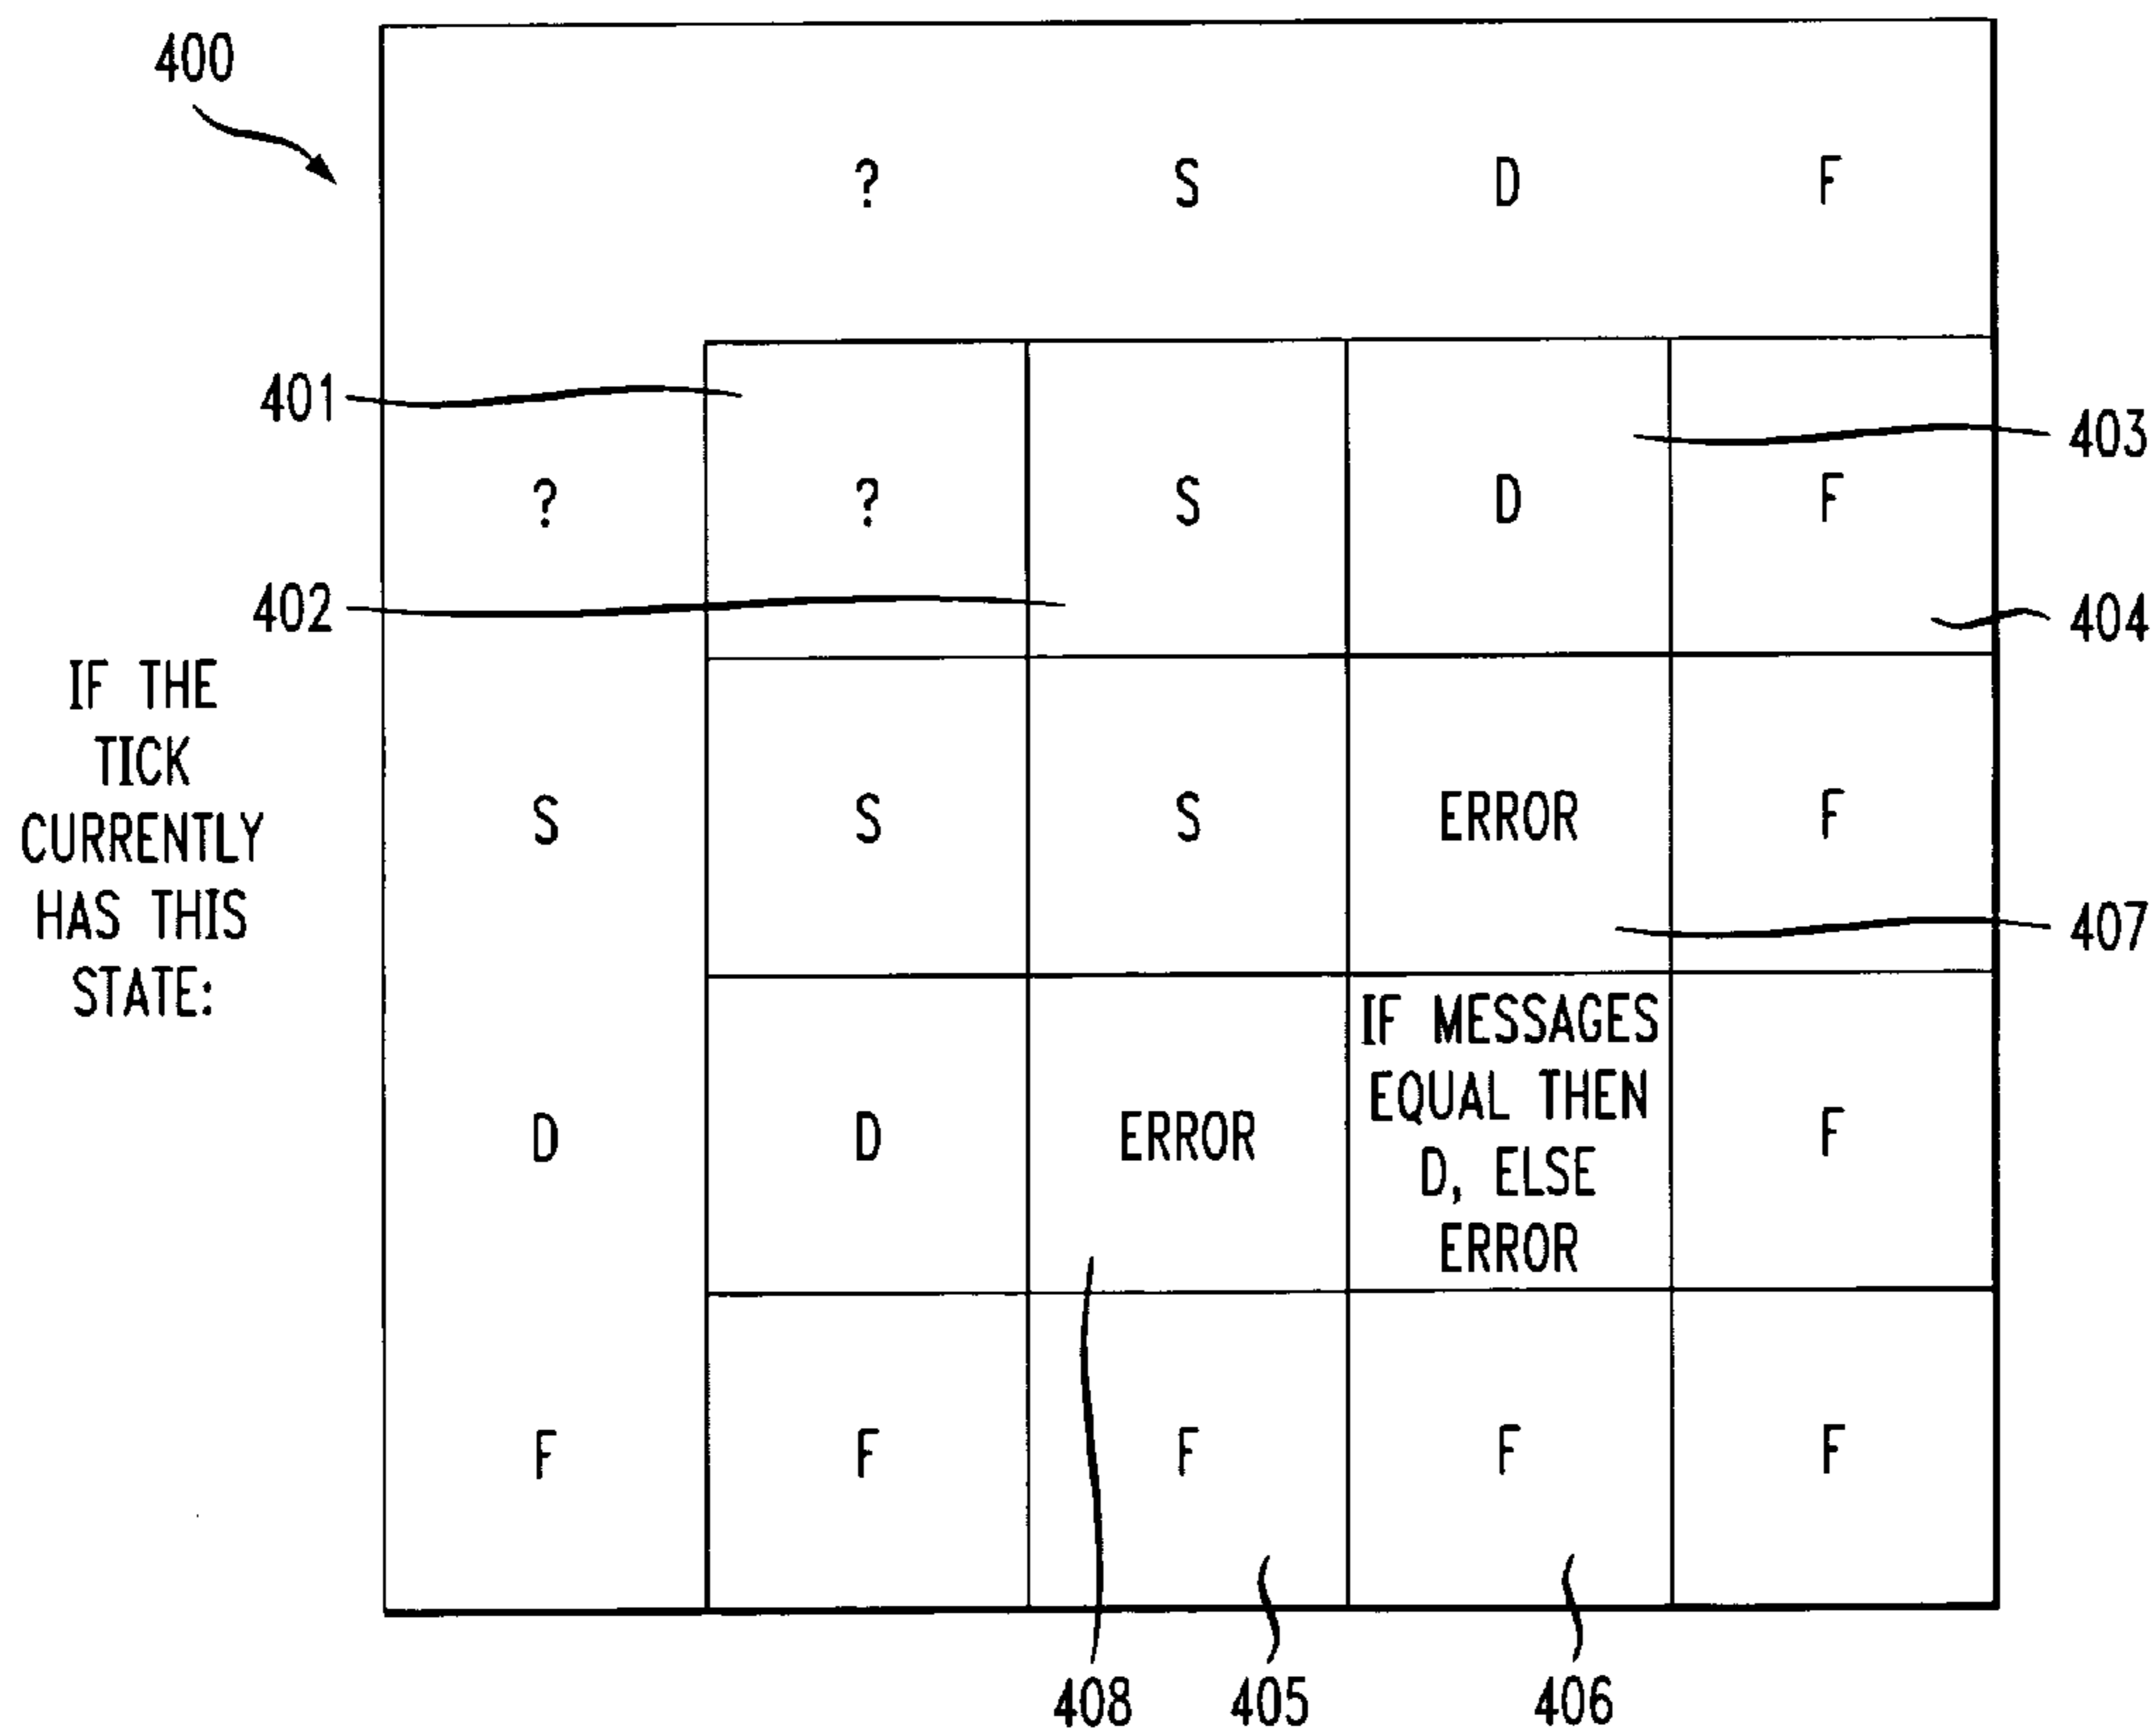 400
? S D F
401
403
? ? S D F
402
404
IF THE
TICK
CURRENTLY
HAS THIS
STATE:
S S S ERROR F
407
D D ERROR IF MESSAGES
EQUAL THEN
D, ELSE
ERROR
F
F F F F F
408 405 406